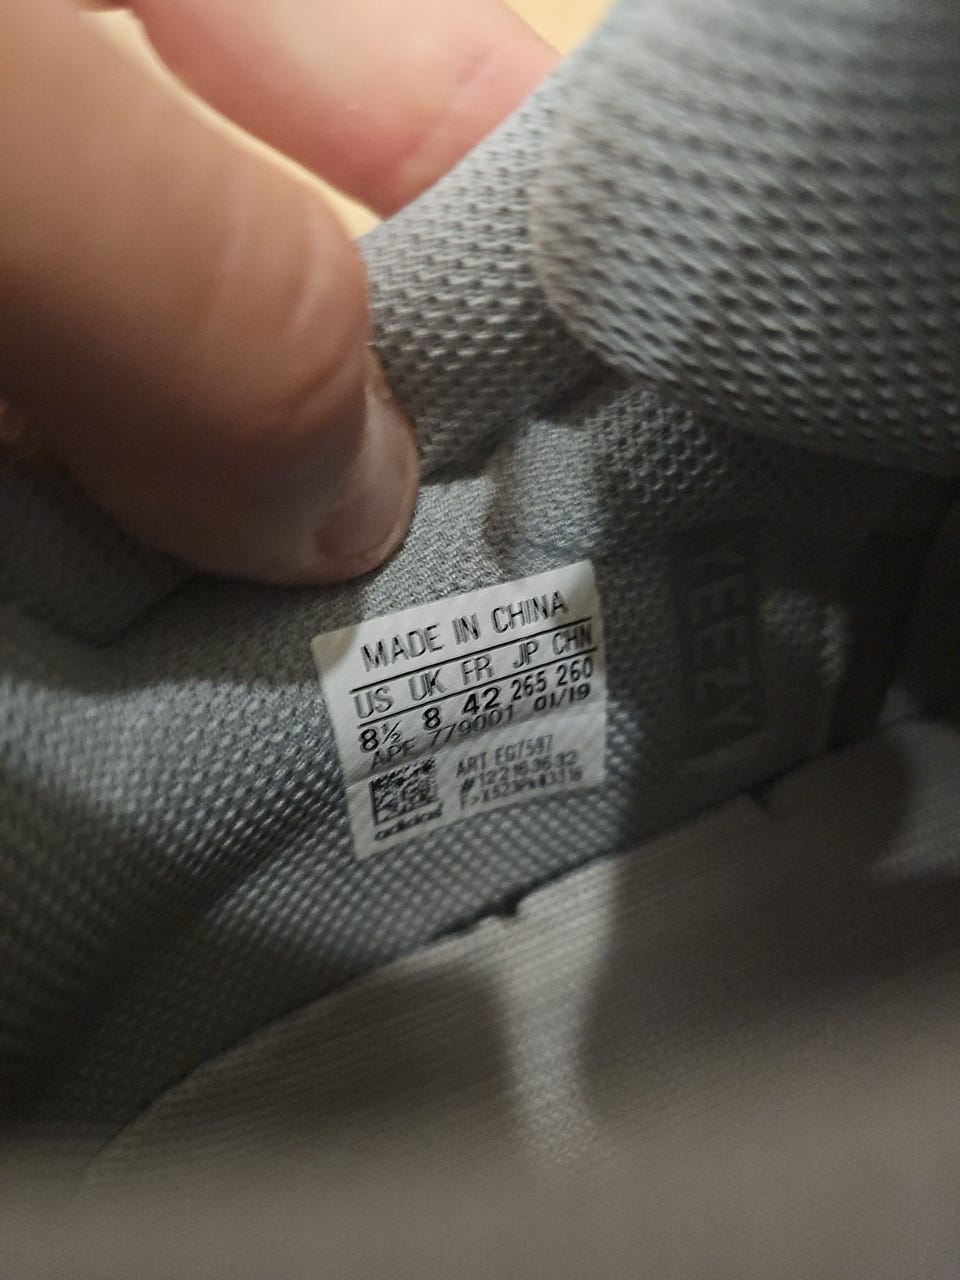 MADE IN CHINA
US UK FR JP CHN
8½ 8 42 265 260
APE 779001 01/19
ART EG7597
adidas
YEEZY